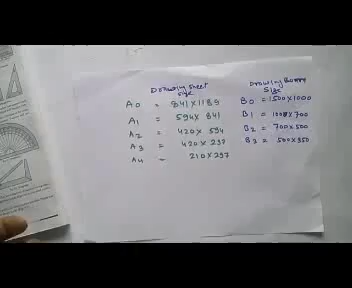 Drawing sheet size
Drawing Board Size
A0 = 841×1189
B0 = 1500×1000
A1 = 594×841
B1 = 1000×700
A2 = 420×594
B2 = 700×500
A3 = 420×297
B3 = 500×350
A4 = 210×297